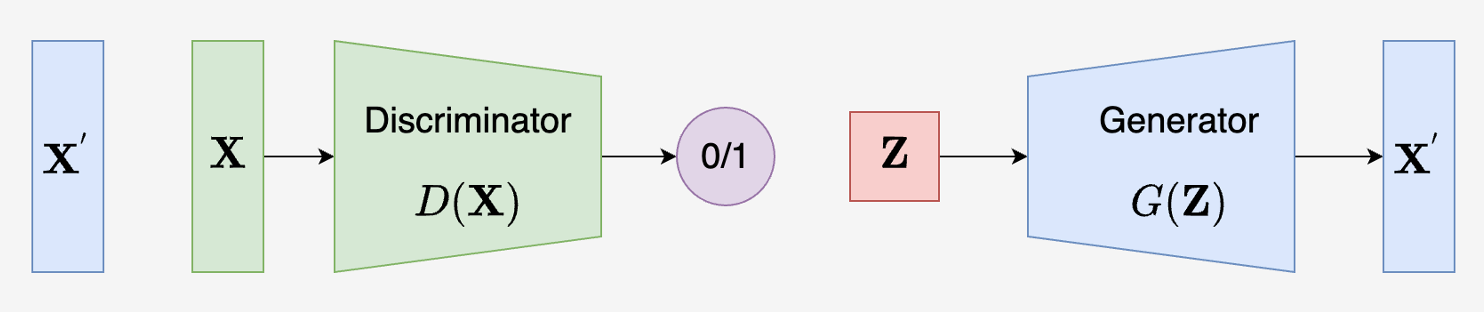 X′
X
Discriminator
D(X)
0/1
Z
Generator
G(Z)
X′